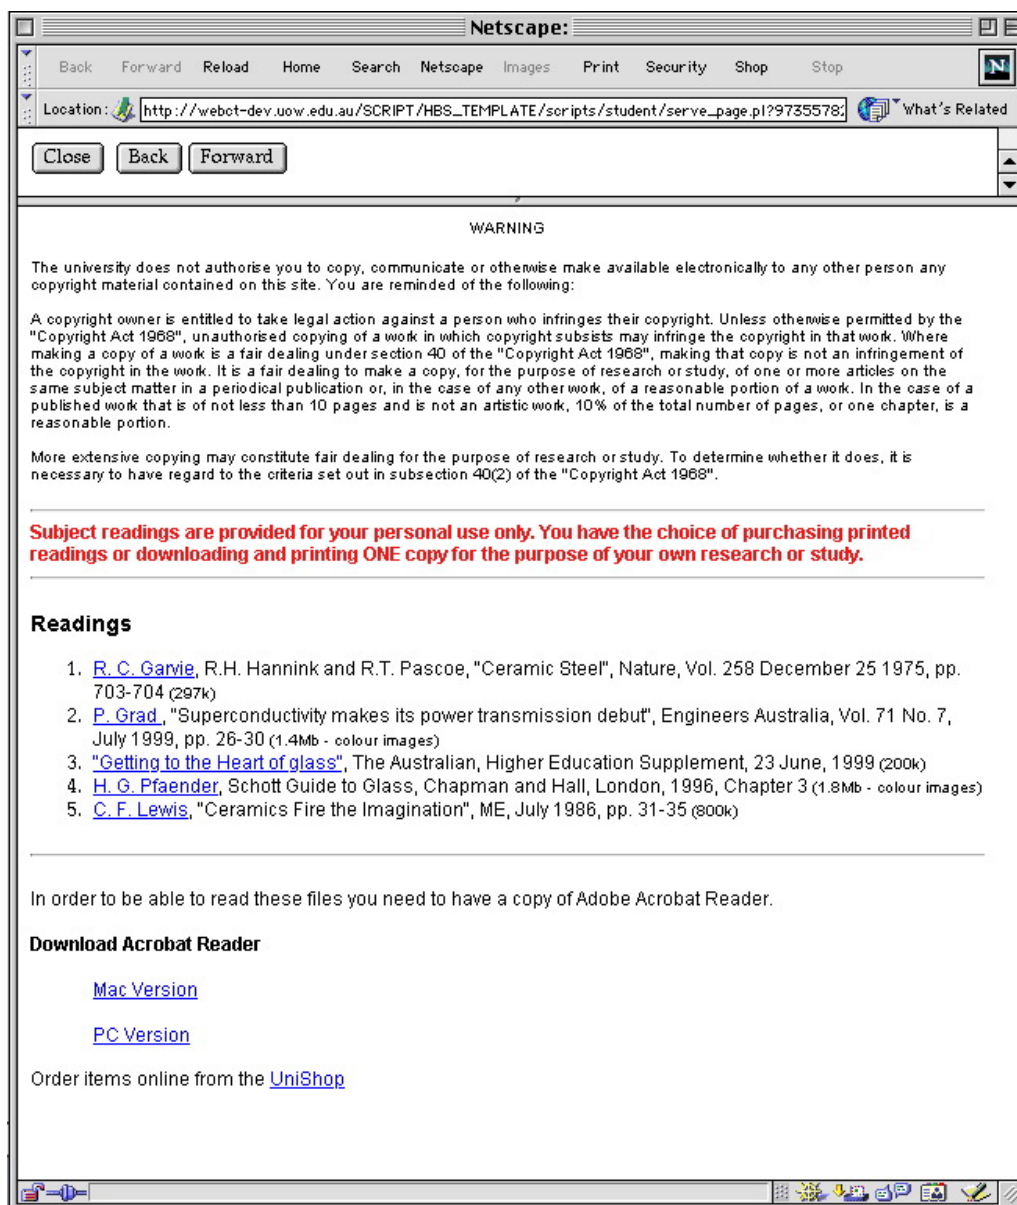 Netscape:
Back Forward Reload Home Search Netscape Images Print Security Shop Stop
N
Location: http://webct-dev.uow.edu.au/SCRIPT/HBS_TEMPLATE/scripts/student/serve_page.pl?97355782 What's Related
Close Back Forward
WARNING
The university does not authorise you to copy, communicate or otherwise make available electronically to any other person any
copyright material contained on this site. You are reminded of the following:
A copyright owner is entitled to take legal action against a person who infringes their copyright. Unless otherwise permitted by the
"Copyright Act 1968", unauthorised copying of a work in which copyright subsists may infringe the copyright in that work. Where
making a copy of a work is a fair dealing under section 40 of the "Copyright Act 1968", making that copy is not an infringement of
the copyright in the work. It is a fair dealing to make a copy, for the purpose of research or study, of one or more articles on the
same subject matter in a periodical publication or, in the case of any other work, of a reasonable portion of a work. In the case of a
published work that is of not less than 10 pages and is not an artistic work, 10% of the total number of pages, or one chapter, is a
reasonable portion.
More extensive copying may constitute fair dealing for the purpose of research or study. To determine whether it does, it is
necessary to have regard to the criteria set out in subsection 40(2) of the "Copyright Act 1968".
Subject readings are provided for your personal use only. You have the choice of purchasing printed
readings or downloading and printing ONE copy for the purpose of your own research or study.
Readings
1. R. C. Garvie, R.H. Hannink and R.T. Pascoe, "Ceramic Steel", Nature, Vol. 258 December 25 1975, pp.
703-704 (297k)
2. P. Grad , "Superconductivity makes its power transmission debut", Engineers Australia, Vol. 71 No. 7,
July 1999, pp. 26-30 (1.4Mb - colour images)
3. "Getting to the Heart of glass", The Australian, Higher Education Supplement, 23 June, 1999 (200k)
4. H. G. Pfaender, Schott Guide to Glass, Chapman and Hall, London, 1996, Chapter 3 (1.8Mb - colour images)
5. C. F. Lewis, "Ceramics Fire the Imagination", ME, July 1986, pp. 31-35 (800k)
In order to be able to read these files you need to have a copy of Adobe Acrobat Reader.
Download Acrobat Reader
Mac Version
PC Version
Order items online from the UniShop